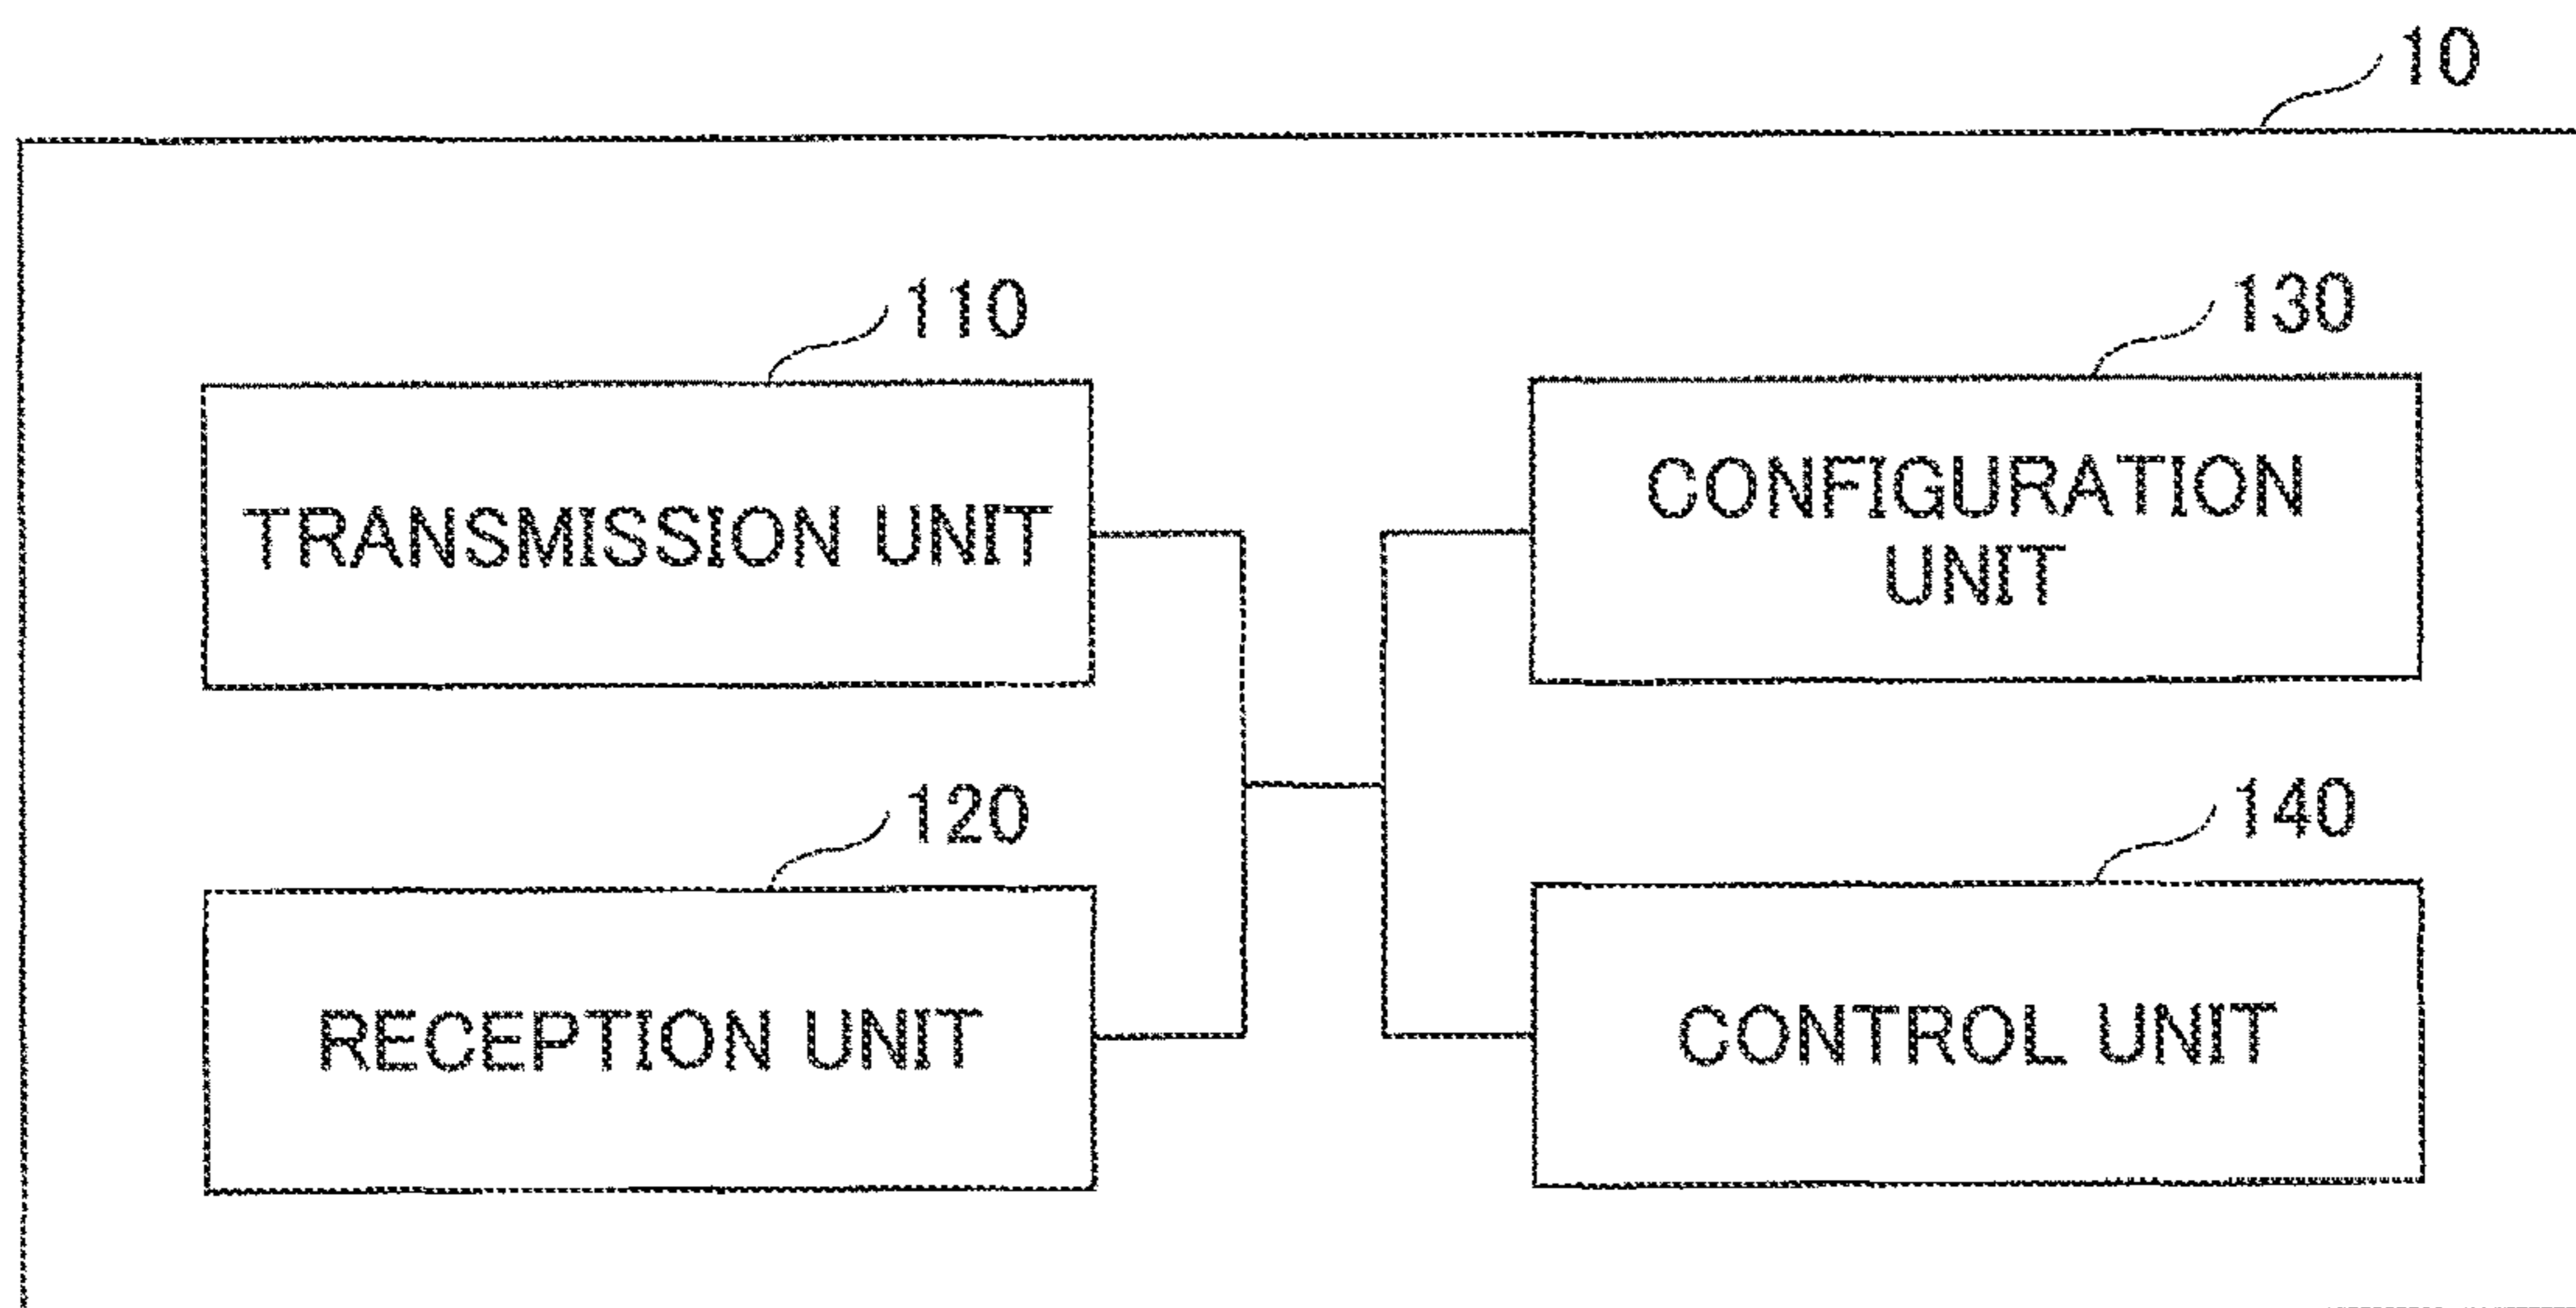 10
110
TRANSMISSION UNIT
130
CONFIGURATION
UNIT
120
RECEPTION UNIT
140
CONTROL UNIT